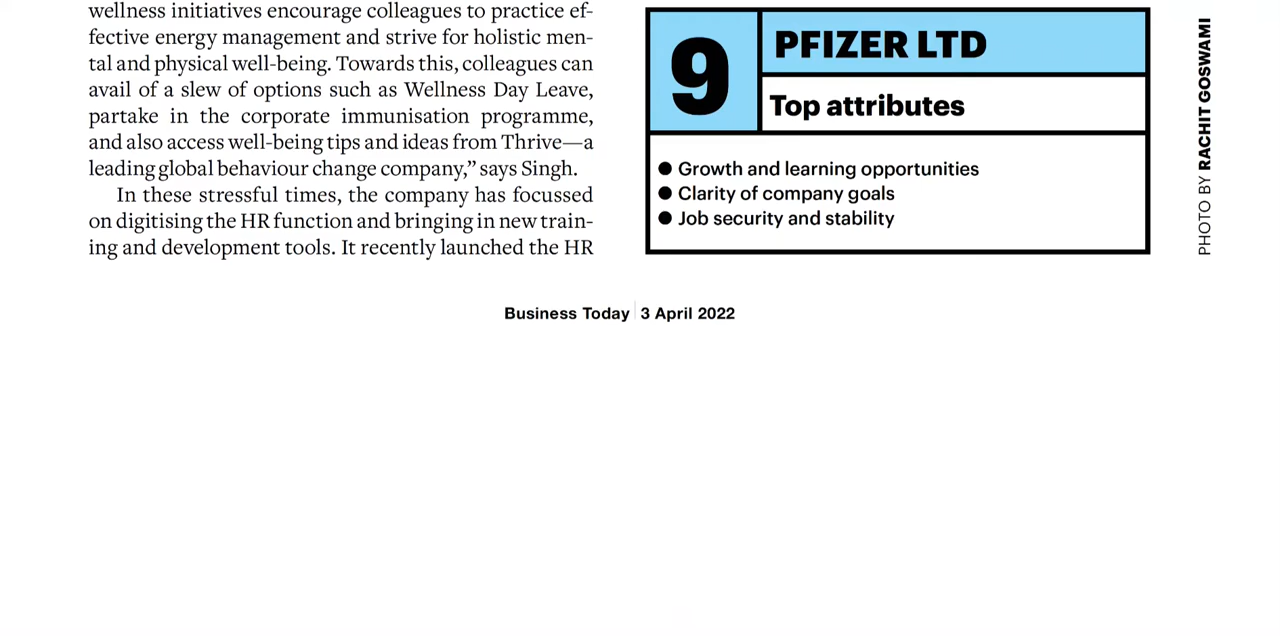 wellness initiatives encourage colleagues to practice ef-
fective energy management and strive for holistic men-
tal and physical well-being. Towards this, colleagues can
avail of a slew of options such as Wellness Day Leave,
partake in the corporate immunisation programme,
and also access well-being tips and ideas from Thrive—a
leading global behaviour change company,” says Singh.
In these stressful times, the company has focussed
on digitising the HR function and bringing in new train-
ing and development tools. It recently launched the HR
9
PFIZER LTD
Top attributes
● Growth and learning opportunities
● Clarity of company goals
● Job security and stability
PHOTO BY RACHIT GOSWAMI
Business Today | 3 April 2022